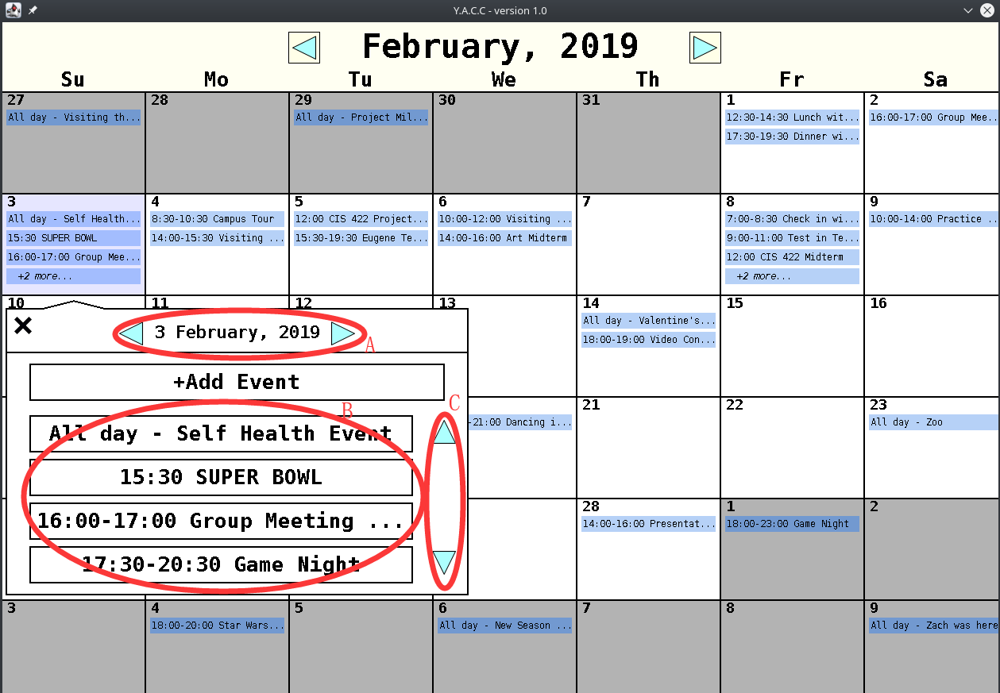 Y.A.C.C - version 1.0
February, 2019
Su Mo Tu We Th Fr Sa
27 28 29 30 31 1 2
All day - Visiting th... All day - Project Mil... 12:30-14:30 Lunch wit... 16:00-17:00 Group Mee..
17:30-19:30 Dinner wi...
3 4 5 6 7 8 9
All day - Self Health... 8:30-10:30 Campus Tour 12:00 CIS 422 Project... 10:00-12:00 Visiting ... 7:00-8:30 Check in wi... 10:00-14:00 Practice ..
15:30 SUPER BOWL 14:00-15:30 Visiting ... 15:30-19:30 Eugene Te... 14:00-16:00 Art Midterm 9:00-11:00 Test in Te...
16:00-17:00 Group Mee... 12:00 CIS 422 Midterm
+2 more... +2 more...
10 11 12 13 14 15 16
All day - Valentine's...
18:00-19:00 Video Con...
3 February, 2019
A
+Add Event
B C
All day - Self Health Event
15:30 SUPER BOWL
16:00-17:00 Group Meeting ...
17:30-20:30 Game Night
21 22 23
-21:00 Dancing i... All day - Zoo
28 1 2
14:00-16:00 Presentat... 18:00-23:00 Game Night
3 4 5 6 7 8 9
18:00-20:00 Star Wars... All day - New Season ... All day - Zach was here